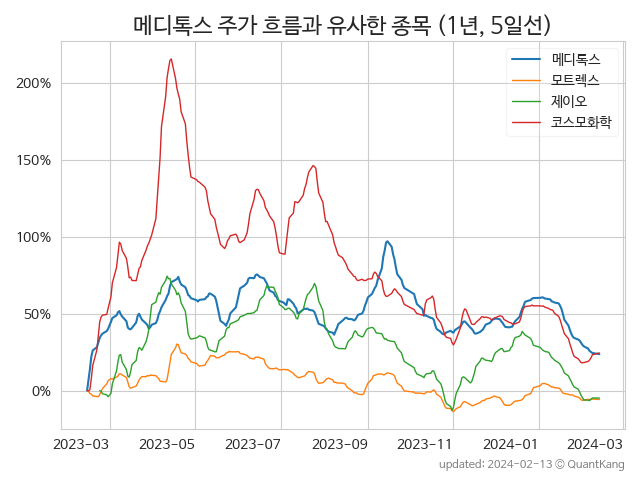 메디톡스 주가 흐름과 유사한 종목 (1년, 5일선)
메디톡스
모트렉스
제이오
코스모화학
200%
150%
100%
50%
0%
2023-03 2023-05 2023-07 2023-09 2023-11 2024-01 2024-03
updated: 2024-02-13 © QuantKang